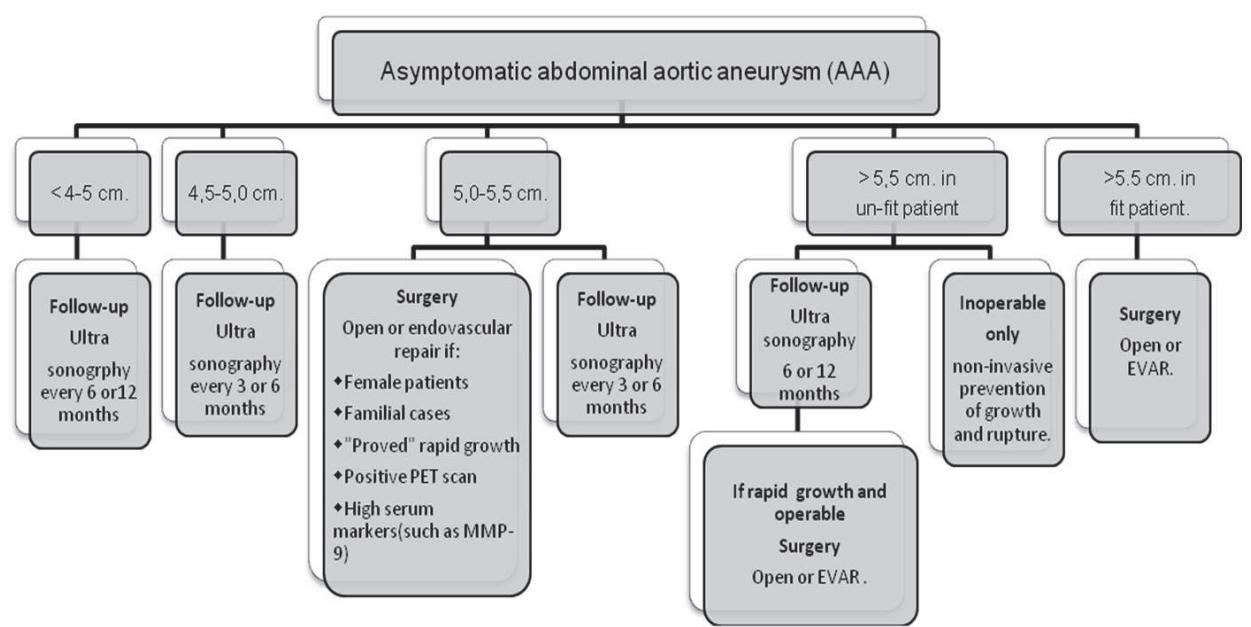 Asymptomatic abdominal aortic aneurysm (AAA)
< 4-5 cm.
4,5-5,0 cm.
5,0-5,5 cm.
> 5,5 cm. in
un-fit patient
>5.5 cm. in
fit patient.
Follow-up
Ultra
sonogrphy
every 6 or12
months
Follow-up
Ultra
sonography
every 3 or 6
months
Surgery
Open or endovascular
repair if:
◆Female patients
◆Familial cases
◆"Proved" rapid growth
◆Positive PET scan
◆High serum
markers(such as MMP-
9)
Follow-up
Ultra
sonography
every 3 or 6
months
Follow-up
Ultra
sonography
6 or 12
months
If rapid growth and
operable
Surgery
Open or EVAR .
Inoperable
only
non-invasive
prevention
of growth
and rupture.
Surgery
Open or
EVAR.